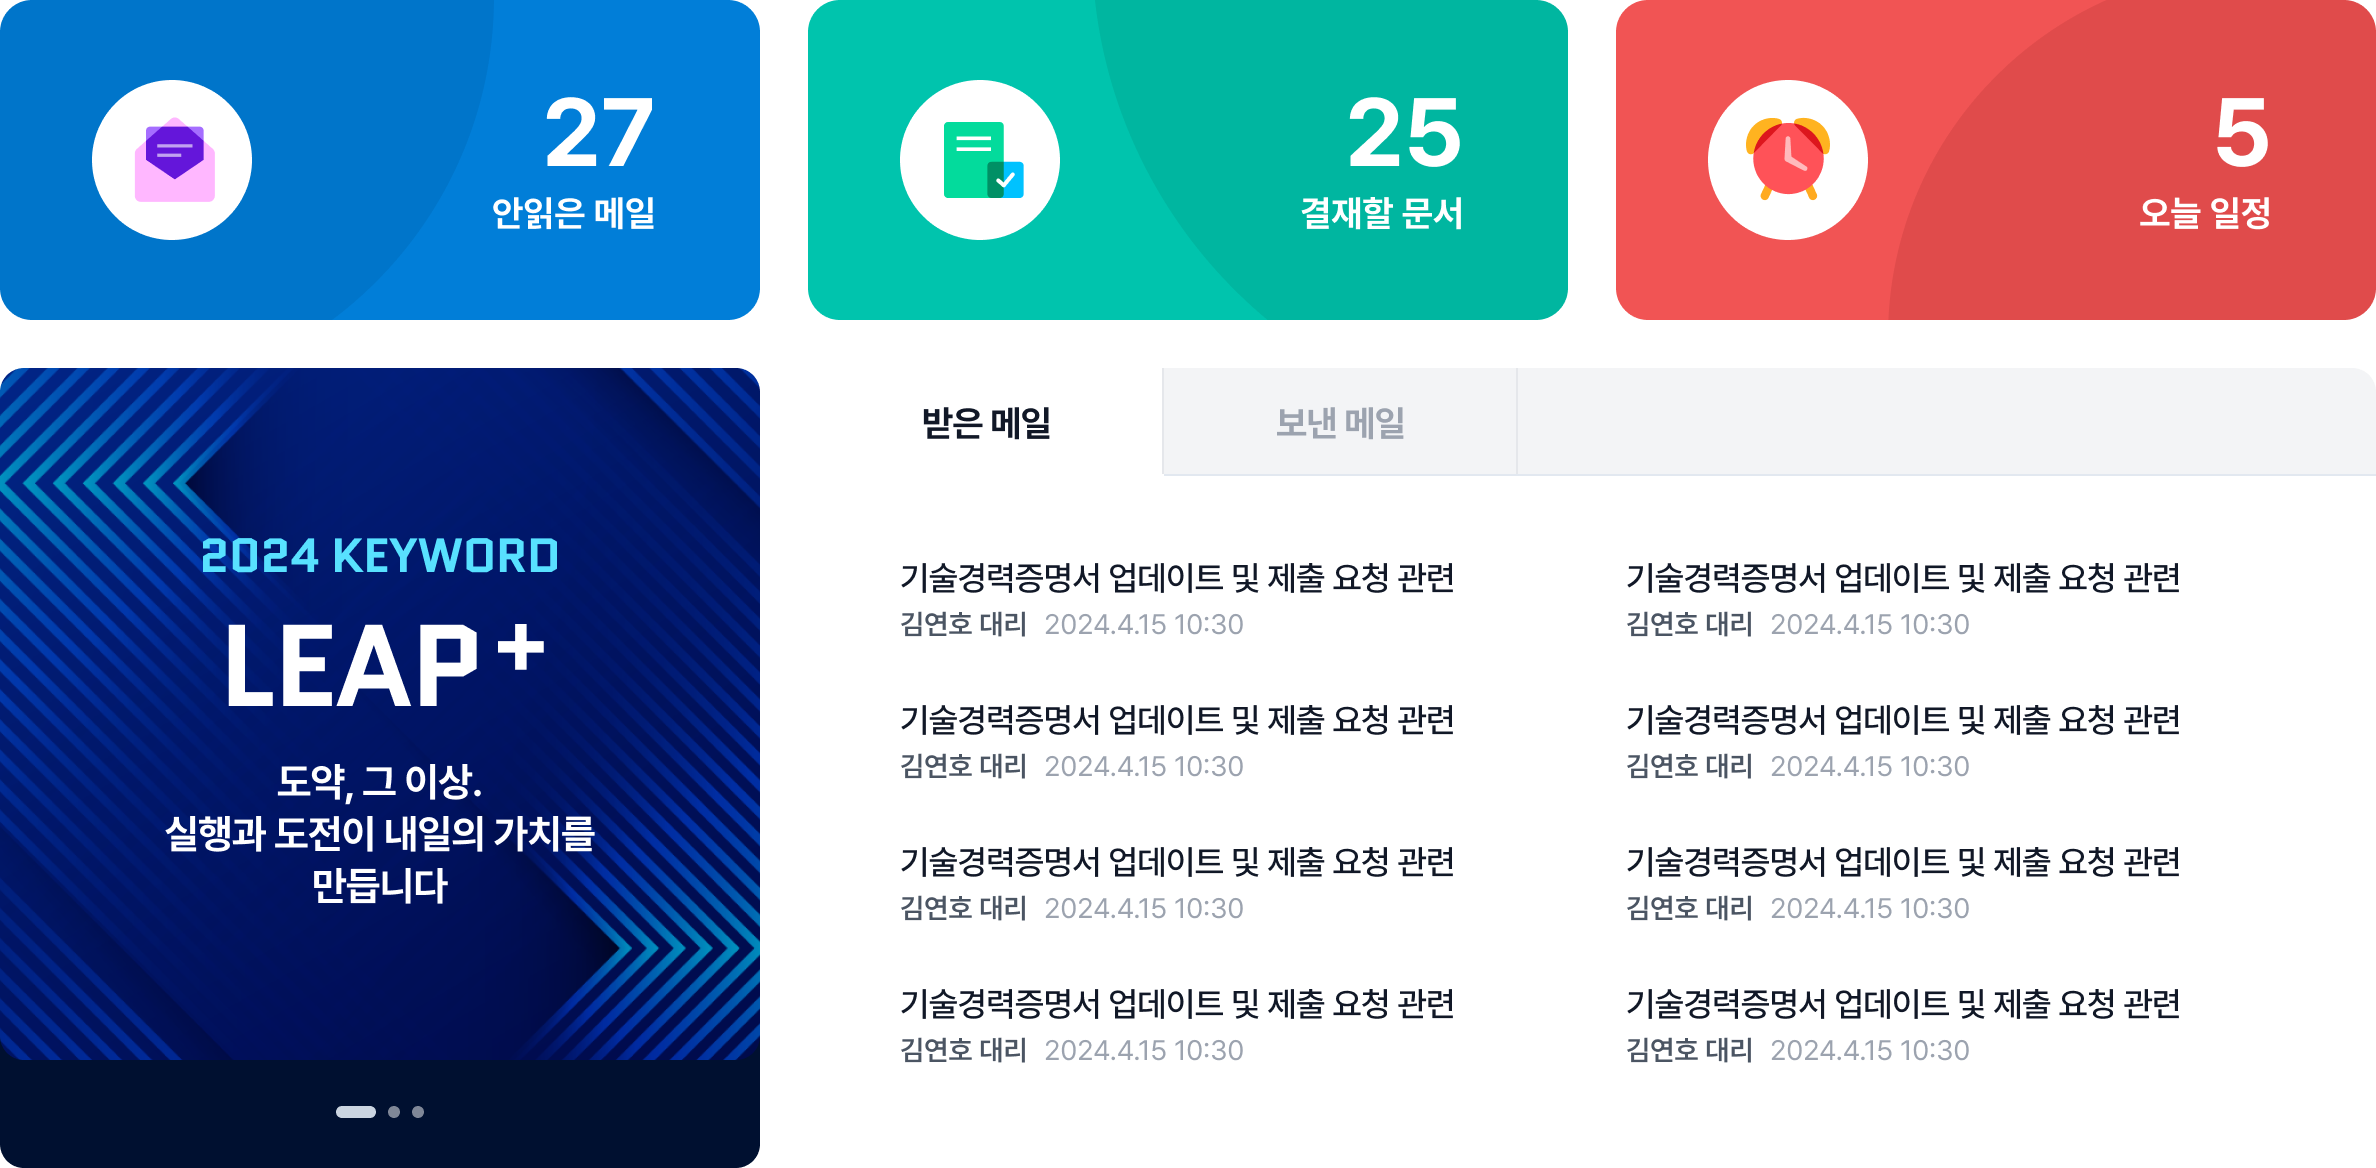 27
안읽은 메일
25
결재할 문서
5
오늘 일정
2024 KEYWORD
LEAP+
도약, 그 이상.
실행과 도전이 내일의 가치를
만듭니다
받은 메일
보낸 메일
기술경력증명서 업데이트 및 제출 요청 관련
김연호 대리 2024.4.15 10:30
기술경력증명서 업데이트 및 제출 요청 관련
김연호 대리 2024.4.15 10:30
기술경력증명서 업데이트 및 제출 요청 관련
김연호 대리 2024.4.15 10:30
기술경력증명서 업데이트 및 제출 요청 관련
김연호 대리 2024.4.15 10:30
기술경력증명서 업데이트 및 제출 요청 관련
김연호 대리 2024.4.15 10:30
기술경력증명서 업데이트 및 제출 요청 관련
김연호 대리 2024.4.15 10:30
기술경력증명서 업데이트 및 제출 요청 관련
김연호 대리 2024.4.15 10:30
기술경력증명서 업데이트 및 제출 요청 관련
김연호 대리 2024.4.15 10:30